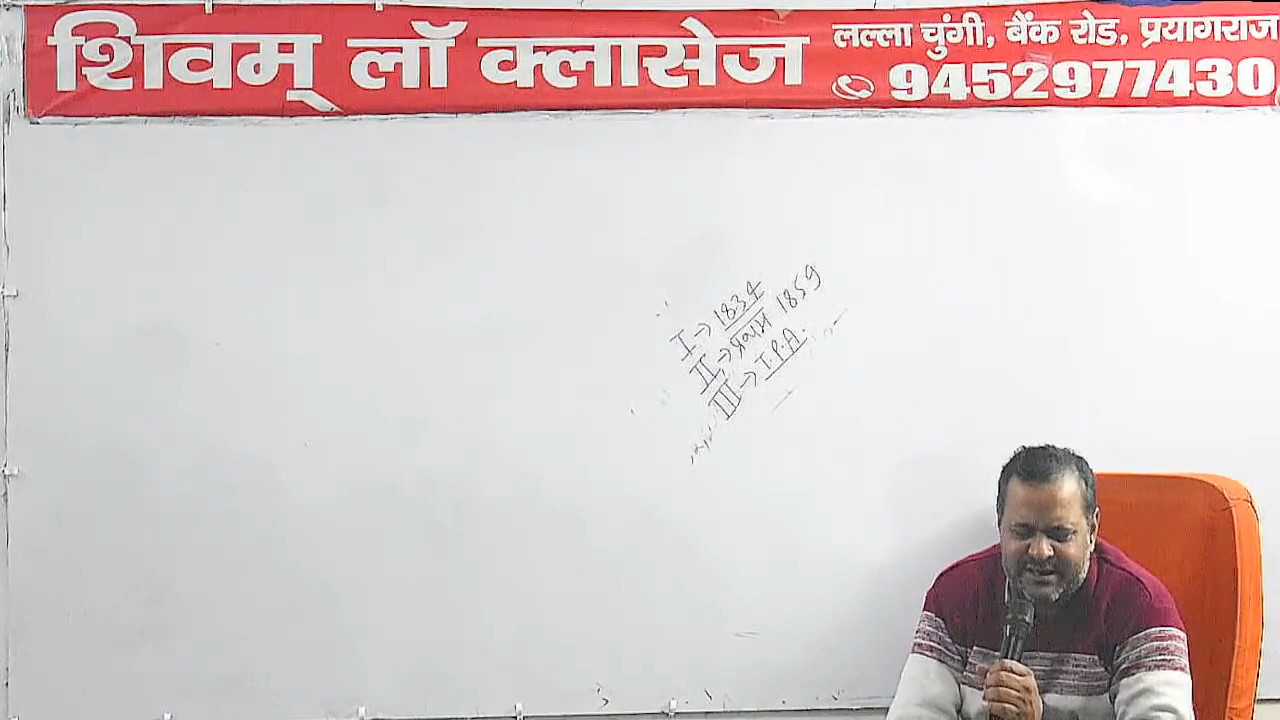 शिवम् लॉ क्लासेज
लल्ला चुंगी, बैंक रोड, प्रयागराज
9452977430
I → 1834
II → प्रथम 1859
III → I.P.A.